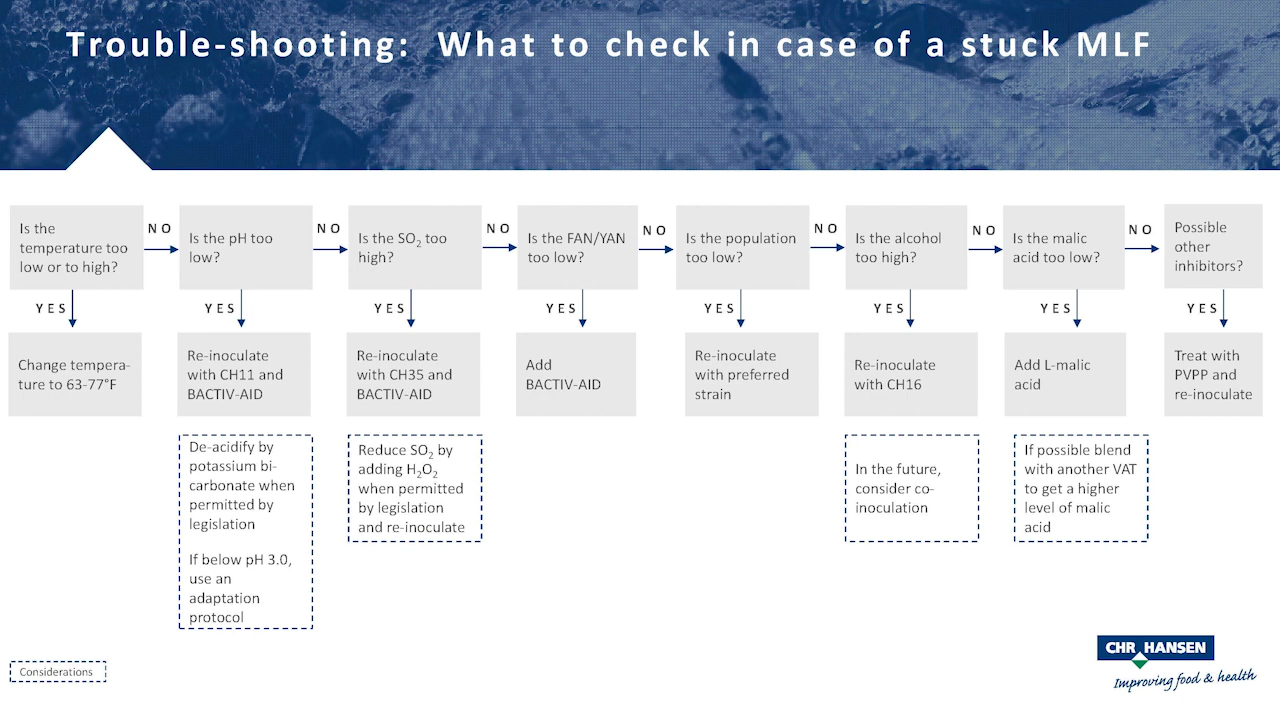 Trouble-shooting: What to check in case of a stuck MLF
Is the
temperature too
low or to high?
NO
Is the pH too
low?
NO
Is the SO₂ too
high?
NO
Is the FAN/YAN
too low?
NO
Is the population
too low?
NO
Is the alcohol
too high?
NO
Is the malic
acid too low?
NO
Possible
other
inhibitors?
YES
YES
YES
YES
YES
YES
YES
YES
Change tempera-
ture to 63-77°F
Re-inoculate
with CH11 and
BACTIV-AID
Re-inoculate
with CH35 and
BACTIV-AID
Add
BACTIV-AID
Re-inoculate
with preferred
strain
Re-inoculate
with CH16
Add L-malic
acid
Treat with
PVPP and
re-inoculate
De-acidify by
potassium bi-
carbonate when
permitted by
legislation
If below pH 3.0,
use an
adaptation
protocol
Reduce SO₂ by
adding H₂O₂
when permitted
by legislation
and re-inoculate
In the future,
consider co-
inoculation
If possible blend
with another VAT
to get a higher
level of malic
acid
Considerations
CHR HANSEN
Improving food & health